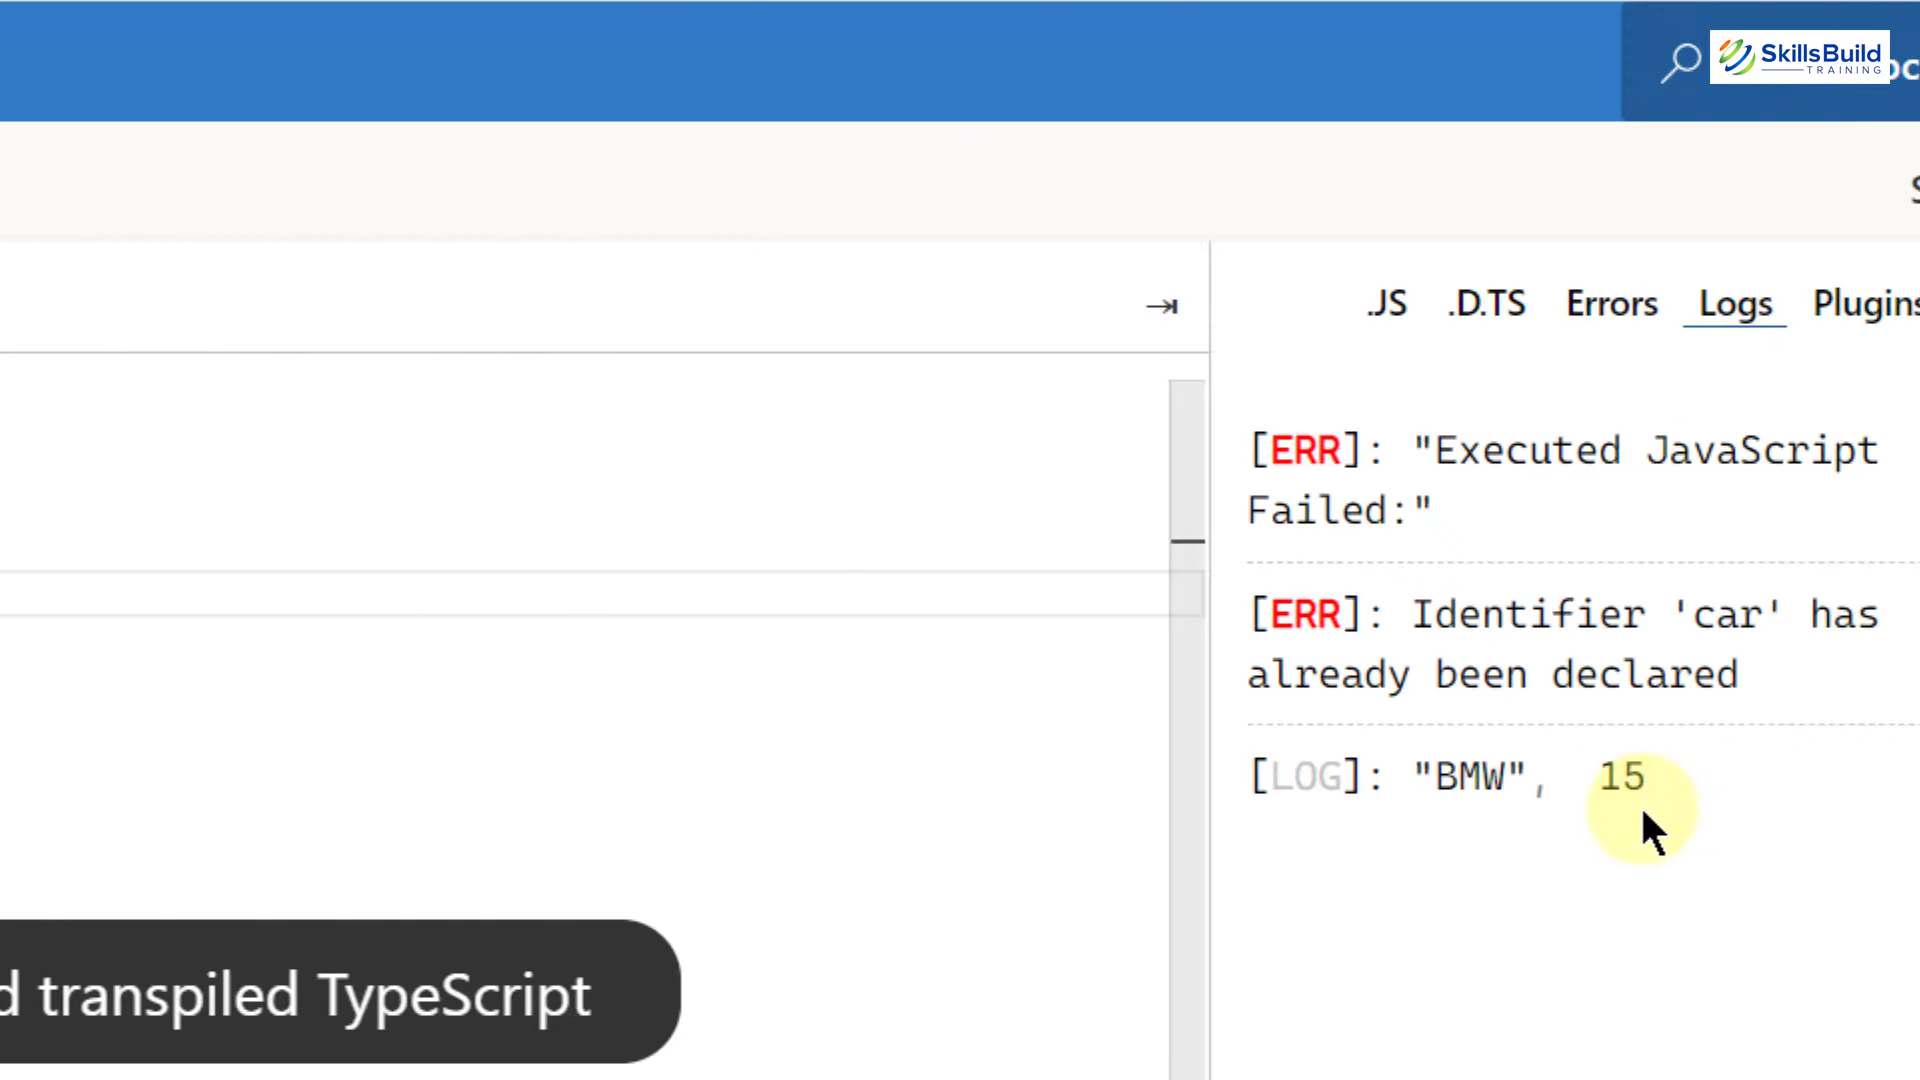 SkillsBuild
TRAINING
.JS .D.TS Errors Logs Plugins
[ERR]: "Executed JavaScript
Failed:"
[ERR]: Identifier 'car' has
already been declared
[LOG]: "BMW", 15
d transpiled TypeScript